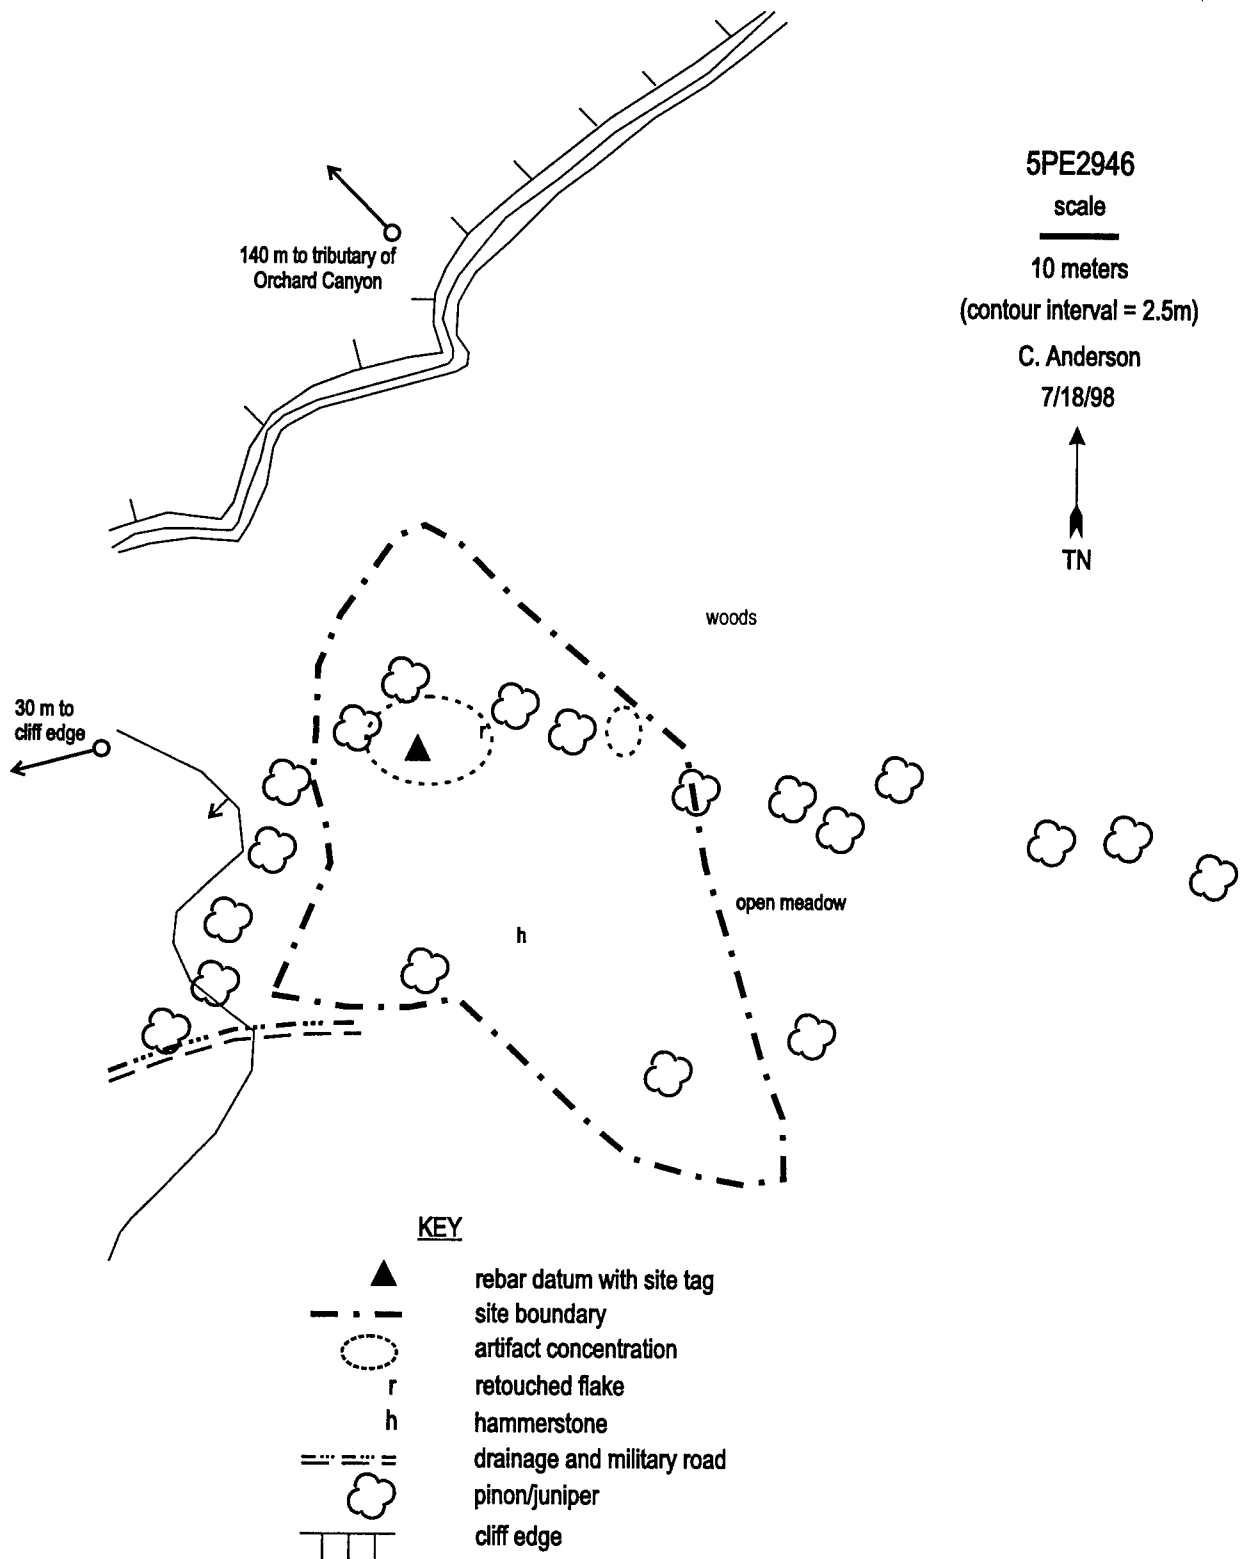 5PE2946
scale
10 meters
(contour interval = 2.5m)
C. Anderson
7/18/98
TN
140 m to tributary of
Orchard Canyon
woods
30 m to
cliff edge
r
open meadow
h
KEY
rebar datum with site tag
site boundary
artifact concentration
r retouched flake
h hammerstone
drainage and military road
pinon/juniper
cliff edge